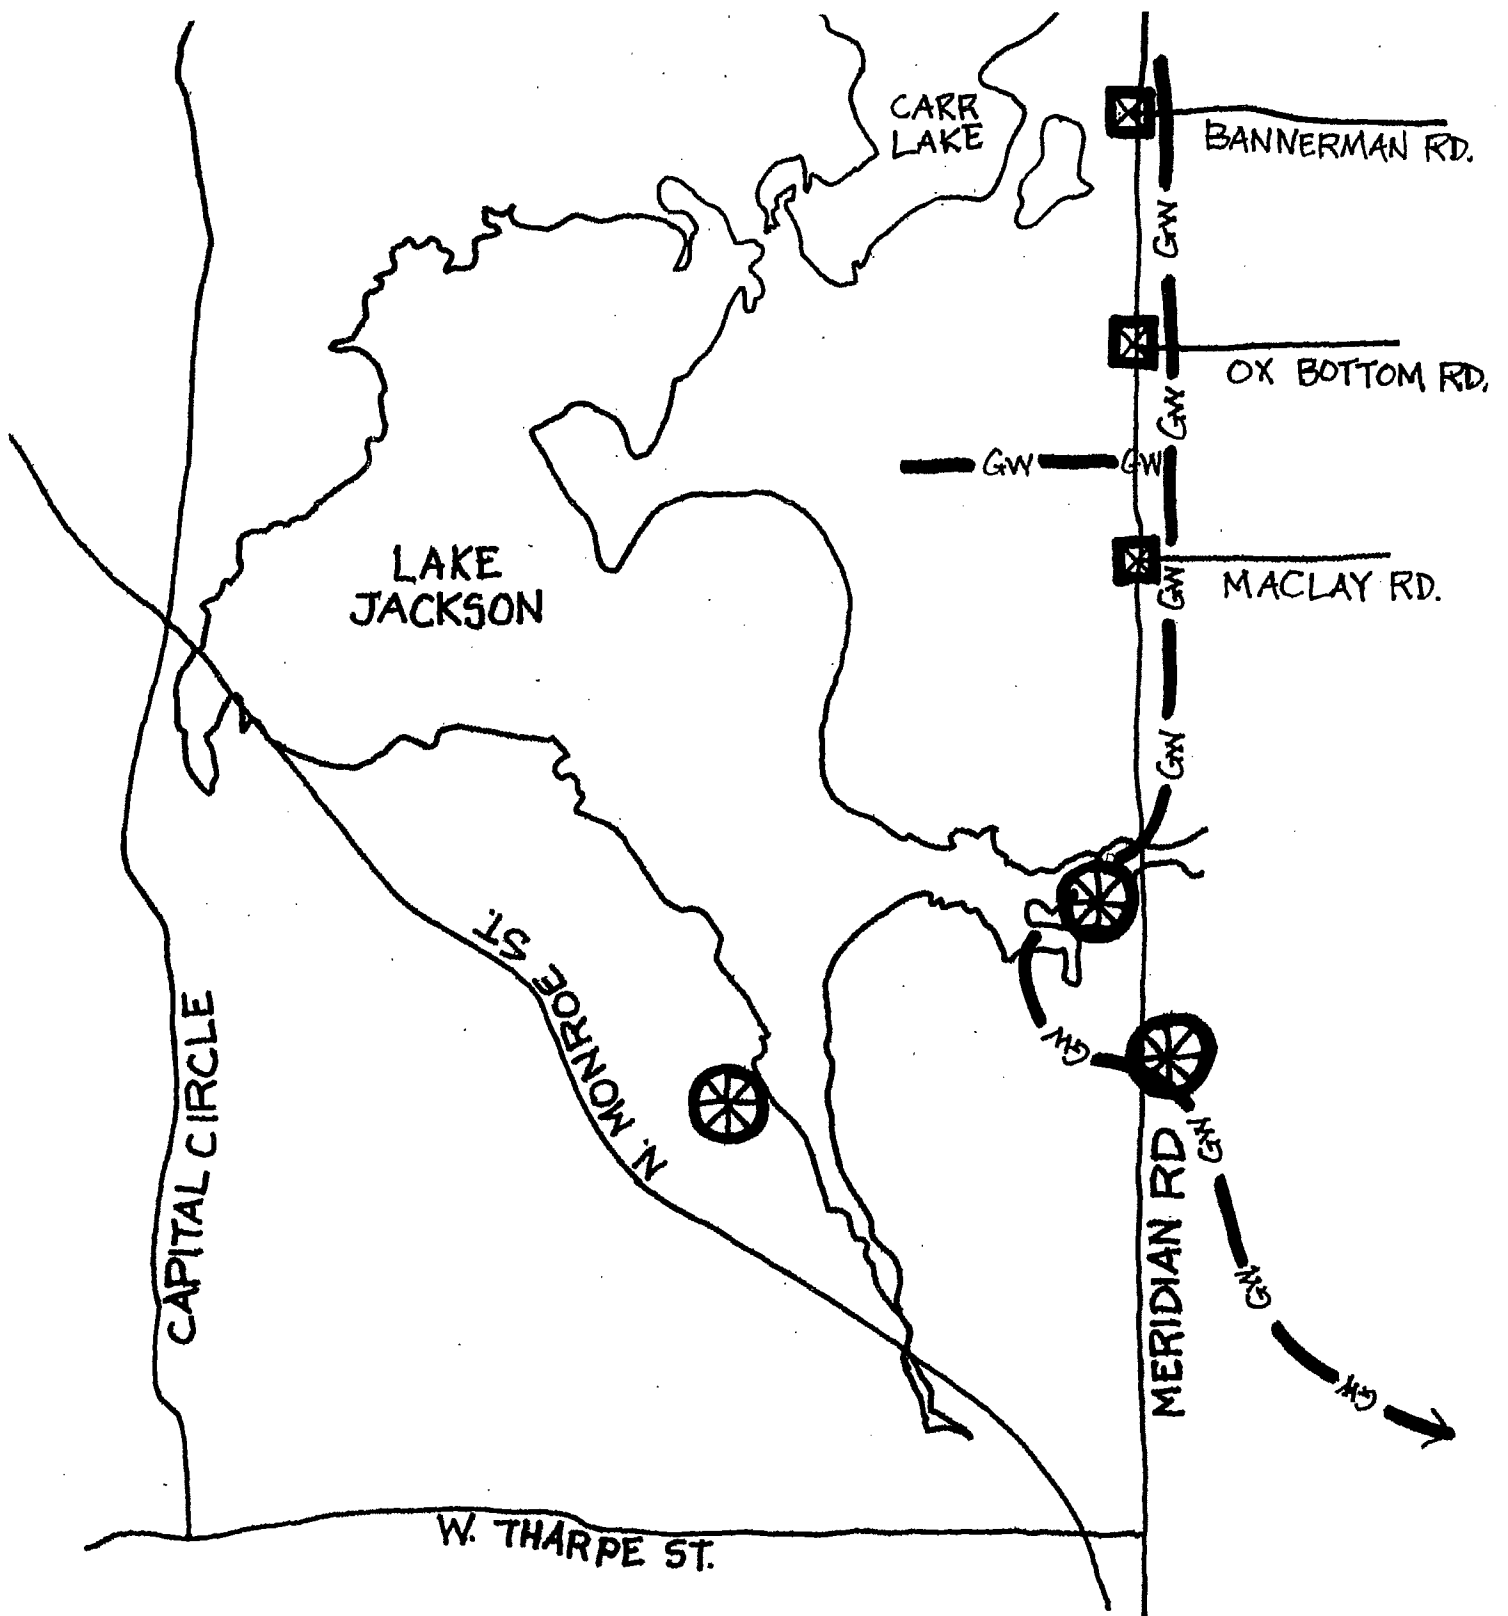 CARR
LAKE
BANNERMAN RD.
GW
OX BOTTOM RD.
GW
GW
GW
LAKE
JACKSON
MACLAY RD.
GW
GW
N. MONROE ST.
CAPITAL CIRCLE
GW
MERIDIAN RD
GW
GW
GW
W. THARPE ST.